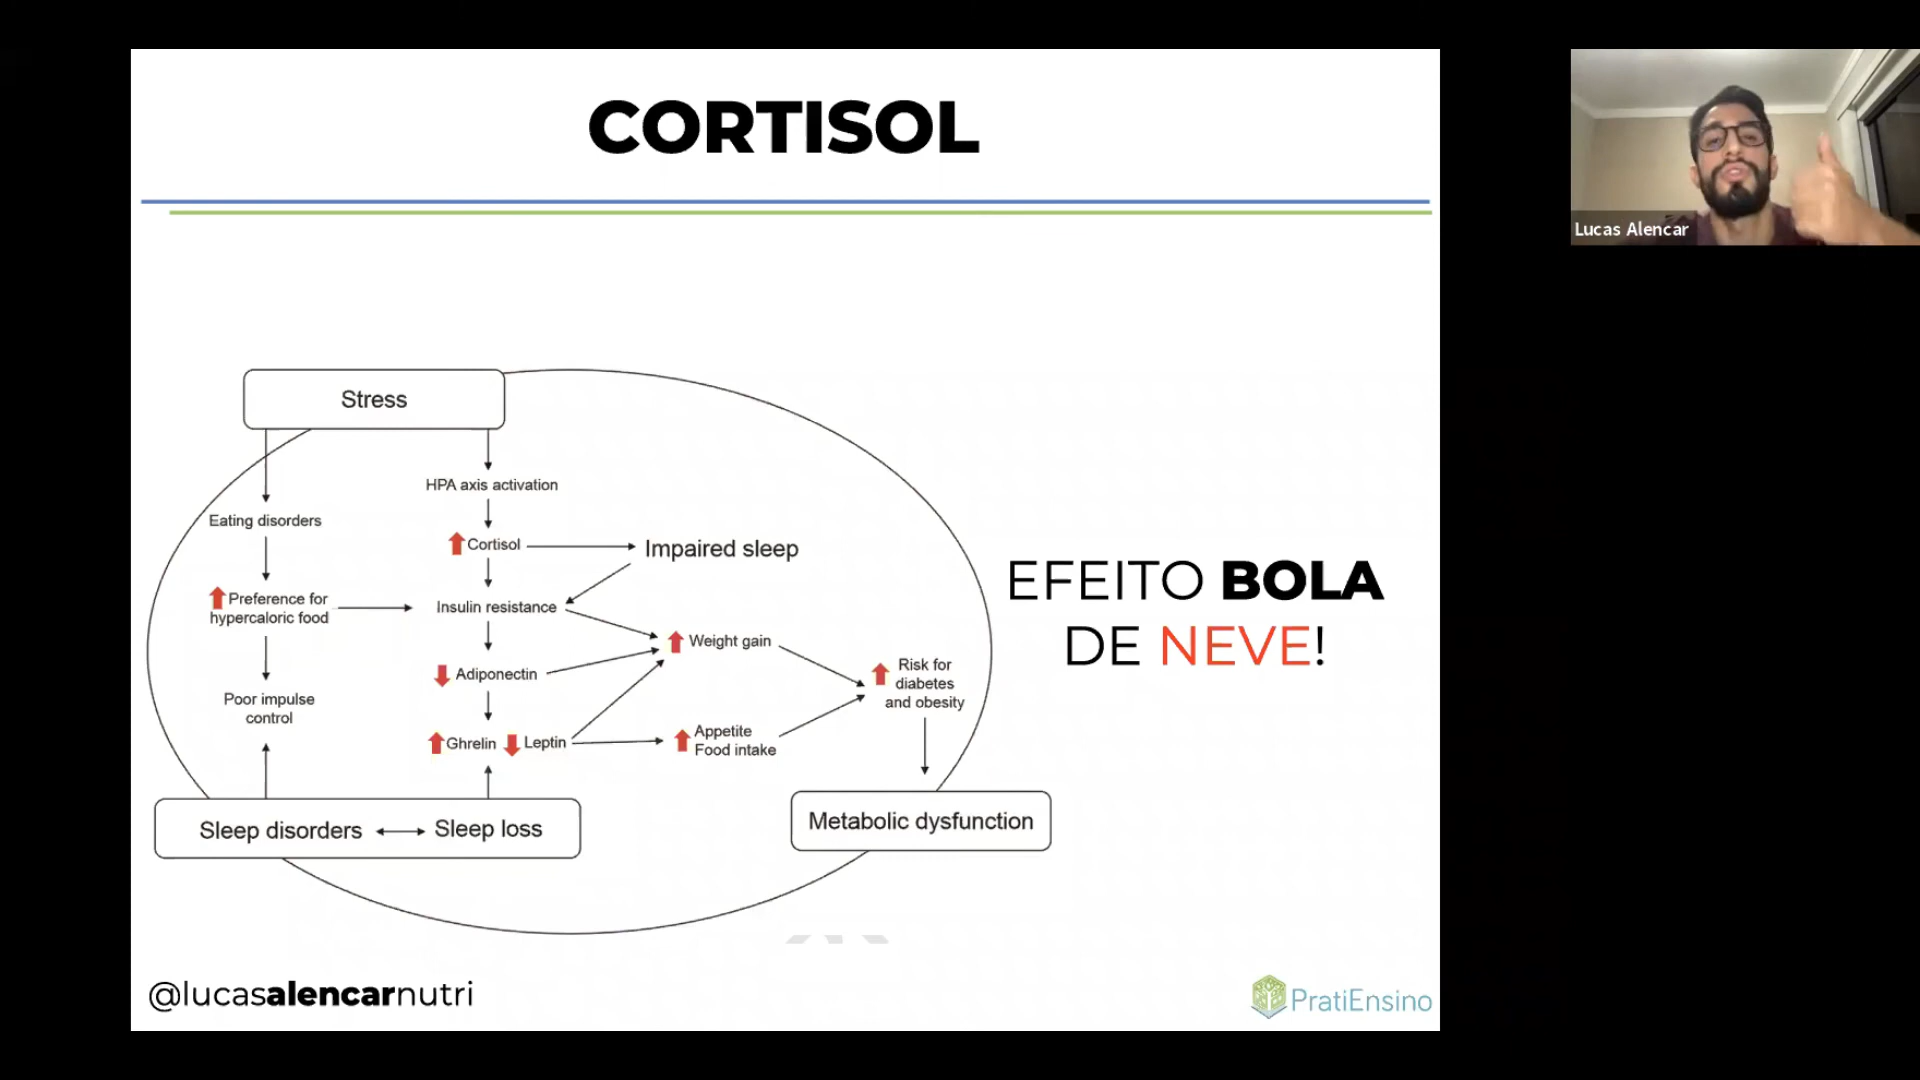 CORTISOL
Lucas Alencar
Stress
HPA axis activation
Eating disorders
Cortisol
Impaired sleep
Preference for
hypercaloric food
Insulin resistance
Weight gain
Adiponectin
Risk for
diabetes
and obesity
Poor impulse
control
Ghrelin
Leptin
Appetite
Food intake
Sleep disorders
Sleep loss
Metabolic dysfunction
EFEITO BOLA
DE NEVE!
@lucasalencarnutri
PratiEnsino